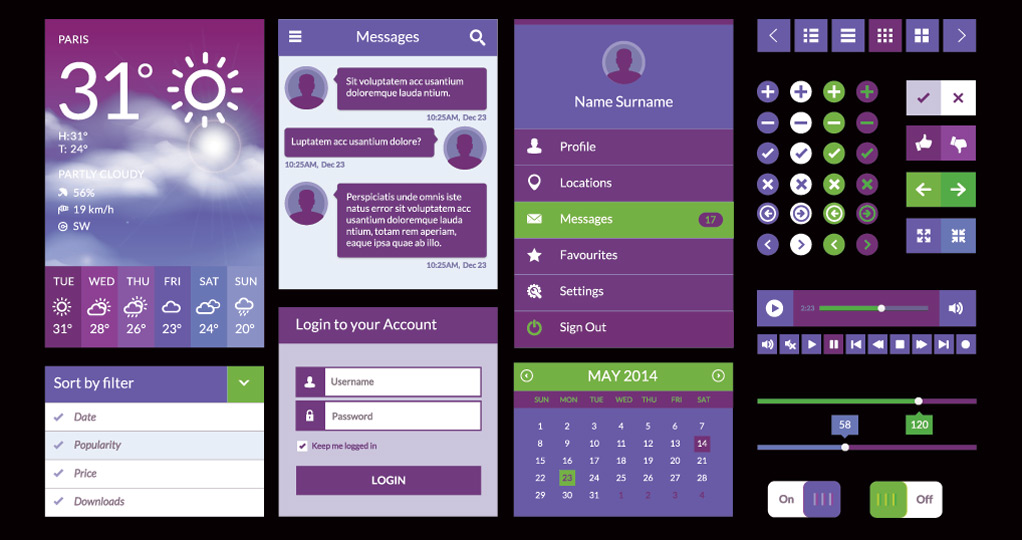 PARIS
31°
H:31°
T: 24°
PARTLY CLOUDY
56%
19 km/h
SW
TUE WED THU FRI SAT SUN
31° 28° 26° 23° 24° 20°
Sort by filter
Date
Popularity
Price
Downloads
Messages
Sit voluptatem acc usantium
doloremque lauda ntium.
10:25AM, Dec 23
Luptatem acc usantium dolore?
10:25AM, Dec 23
Perspiciatis unde omnis iste
natus error sit voluptatem acc
usantium doloremque lauda
ntium, totam rem aperiam,
eaque ipsa quae ab illo.
10:25AM, Dec 23
Login to your Account
Username
Password
Keep me logged in
LOGIN
Name Surname
Profile
Locations
Messages 17
Favourites
Settings
Sign Out
MAY 2014
SUN MON TUE WED THU FRI SAT
1 2 3 4 5 6 7
8 9 10 11 12 13 14
15 16 17 18 19 20 21
22 23 24 25 26 27 28
29 30 31 1 2 3 4
2:23
120
58
On
Off